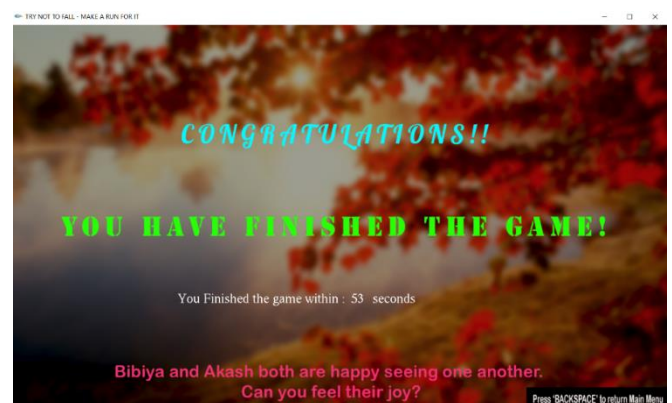 TRY NOT TO FALL - MAKE A RUN FOR IT
CONGRATULATIONS!!
YOU HAVE FINISHED THE GAME!
You Finished the game within : 53 seconds
Bibiya and Akash both are happy seeing one another.
Can you feel their joy?
Press 'BACKSPACE' to return Main Menu